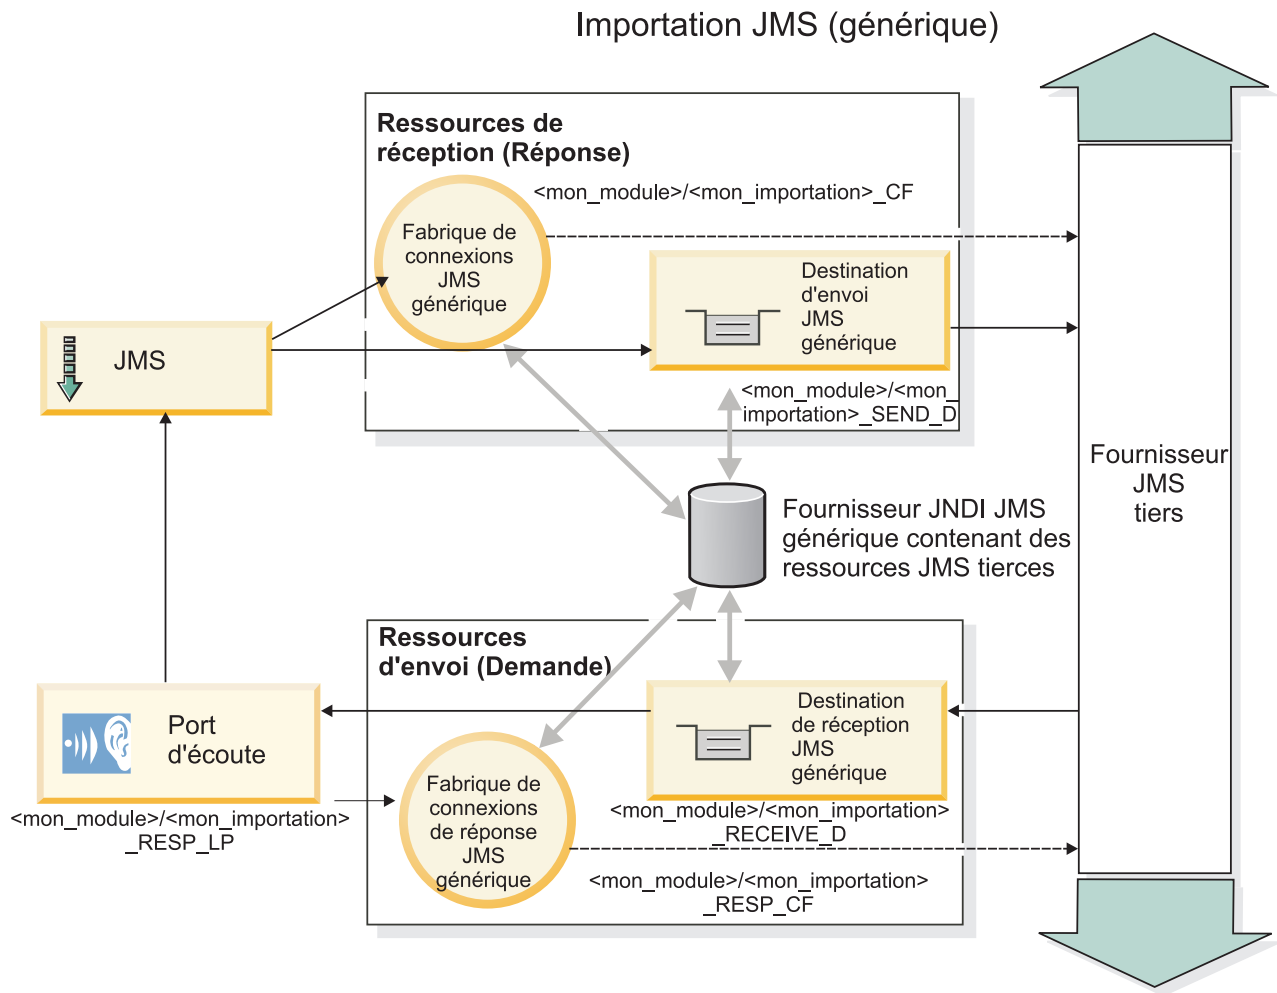 Importation JMS (générique)
Ressources de
réception (Réponse)
<mon_module>/<mon_importation>_CF
Fabrique de
connexions
JMS
générique
Destination
d'envoi
JMS
générique
JMS
<mon_module>/<mon_
importation>_SEND_D
Fournisseur
JMS
tiers
Fournisseur JNDI JMS
générique contenant des
ressources JMS tierces
Ressources
d'envoi (Demande)
Port
d'écoute
Destination
de réception
JMS
générique
<mon_module>/<mon_importation>
_RESP_LP
Fabrique de
connexions
de réponse
JMS
générique
<mon_module>/<mon_importation>
_RECEIVE_D
<mon_module>/<mon_importation>
_RESP_CF